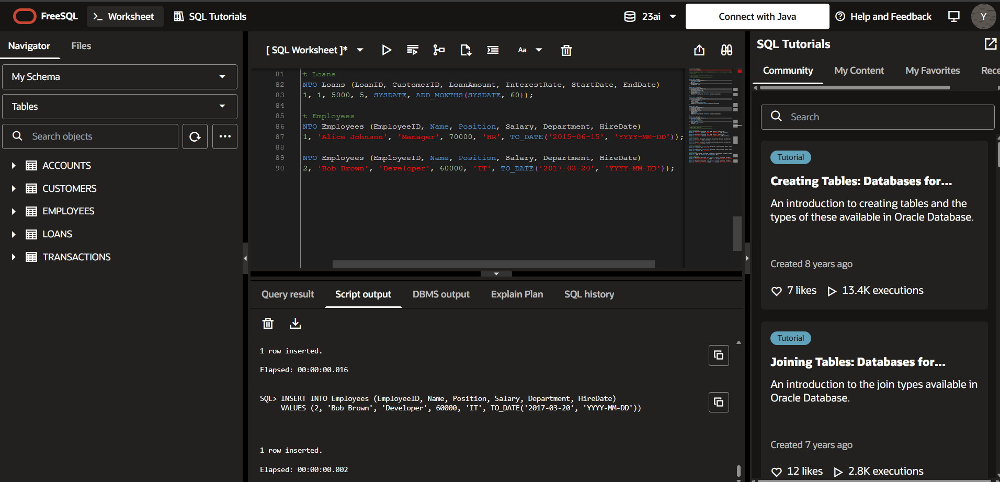 FreeSQL
Worksheet
SQL Tutorials
23ai
Connect with Java
Help and Feedback
Y
Navigator
Files
My Schema
Tables
Search objects
ACCOUNTS
CUSTOMERS
EMPLOYEES
LOANS
TRANSACTIONS
[ SQL Worksheet ]*
Aa
81 t Loans
82 NTO Loans (LoanID, CustomerID, LoanAmount, InterestRate, StartDate, EndDate)
83 1, 1, 5000, 5, SYSDATE, ADD_MONTHS(SYSDATE, 60));
84
85 t Employees
86 NTO Employees (EmployeeID, Name, Position, Salary, Department, HireDate)
87 1, 'Alice Johnson', 'Manager', 70000, 'HR', TO_DATE('2015-06-15', 'YYYY-MM-DD'));
88
89 NTO Employees (EmployeeID, Name, Position, Salary, Department, HireDate)
90 2, 'Bob Brown', 'Developer', 60000, 'IT', TO_DATE('2017-03-20', 'YYYY-MM-DD'));
Query result
Script output
DBMS output
Explain Plan
SQL history
1 row inserted.
Elapsed: 00:00:00.016
SQL> INSERT INTO Employees (EmployeeID, Name, Position, Salary, Department, HireDate)
VALUES (2, 'Bob Brown', 'Developer', 60000, 'IT', TO_DATE('2017-03-20', 'YYYY-MM-DD'))
1 row inserted.
Elapsed: 00:00:00.002
SQL Tutorials
Community
My Content
My Favorites
Rece
Search
Tutorial
Creating Tables: Databases for...
An introduction to creating tables and the
types of these available in Oracle Database.
Created 8 years ago
7 likes
13.4K executions
Tutorial
Joining Tables: Databases for...
An introduction to the join types available in
Oracle Database.
Created 7 years ago
12 likes
2.8K executions